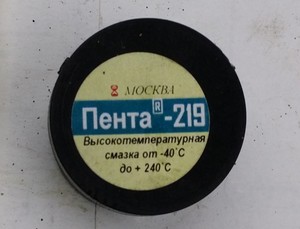 МОСКВА
Пента®-219
Высокотемпературная
смазка от -40°С
до + 240°С